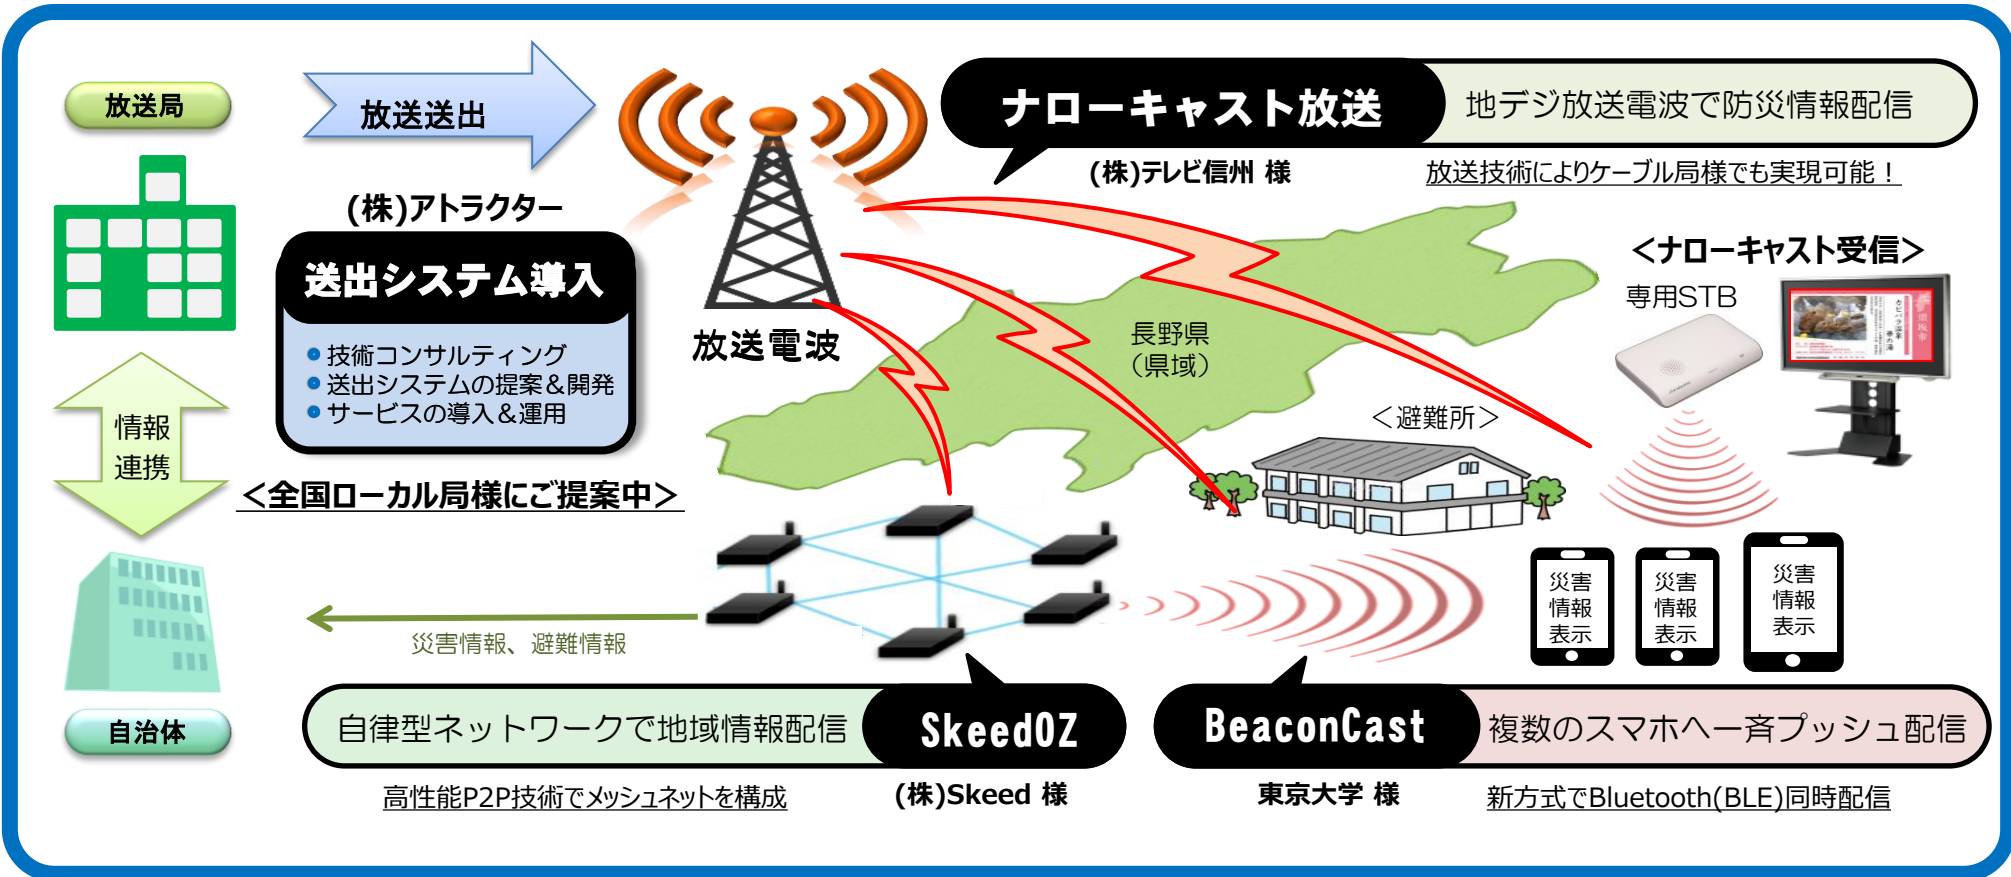 放送局
放送送出
ナローキャスト放送
地デジ放送電波で防災情報配信
(株)テレビ信州 様
放送技術によりケーブル局様でも実現可能！
(株)アトラクター
送出システム導入
技術コンサルティング
送出システムの提案＆開発
サービスの導入＆運用
放送電波
長野県
（県域）
＜ナローキャスト受信＞
専用STB
カピバラ温泉
須坂市
＜避難所＞
情報
連携
＜全国ローカル局様にご提案中＞
災害
情報
表示
災害
情報
表示
災害
情報
表示
災害情報、避難情報
自治体
自律型ネットワークで地域情報配信
SkeedOZ
BeaconCast
複数のスマホへ一斉プッシュ配信
高性能P2P技術でメッシュネットを構成
(株)Skeed 様
東京大学 様
新方式でBluetooth(BLE)同時配信